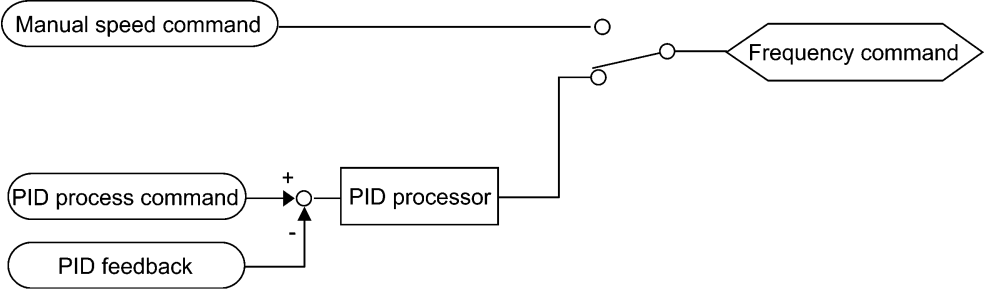 Manual speed command
Frequency command
+
PID process command
PID processor
-
PID feedback